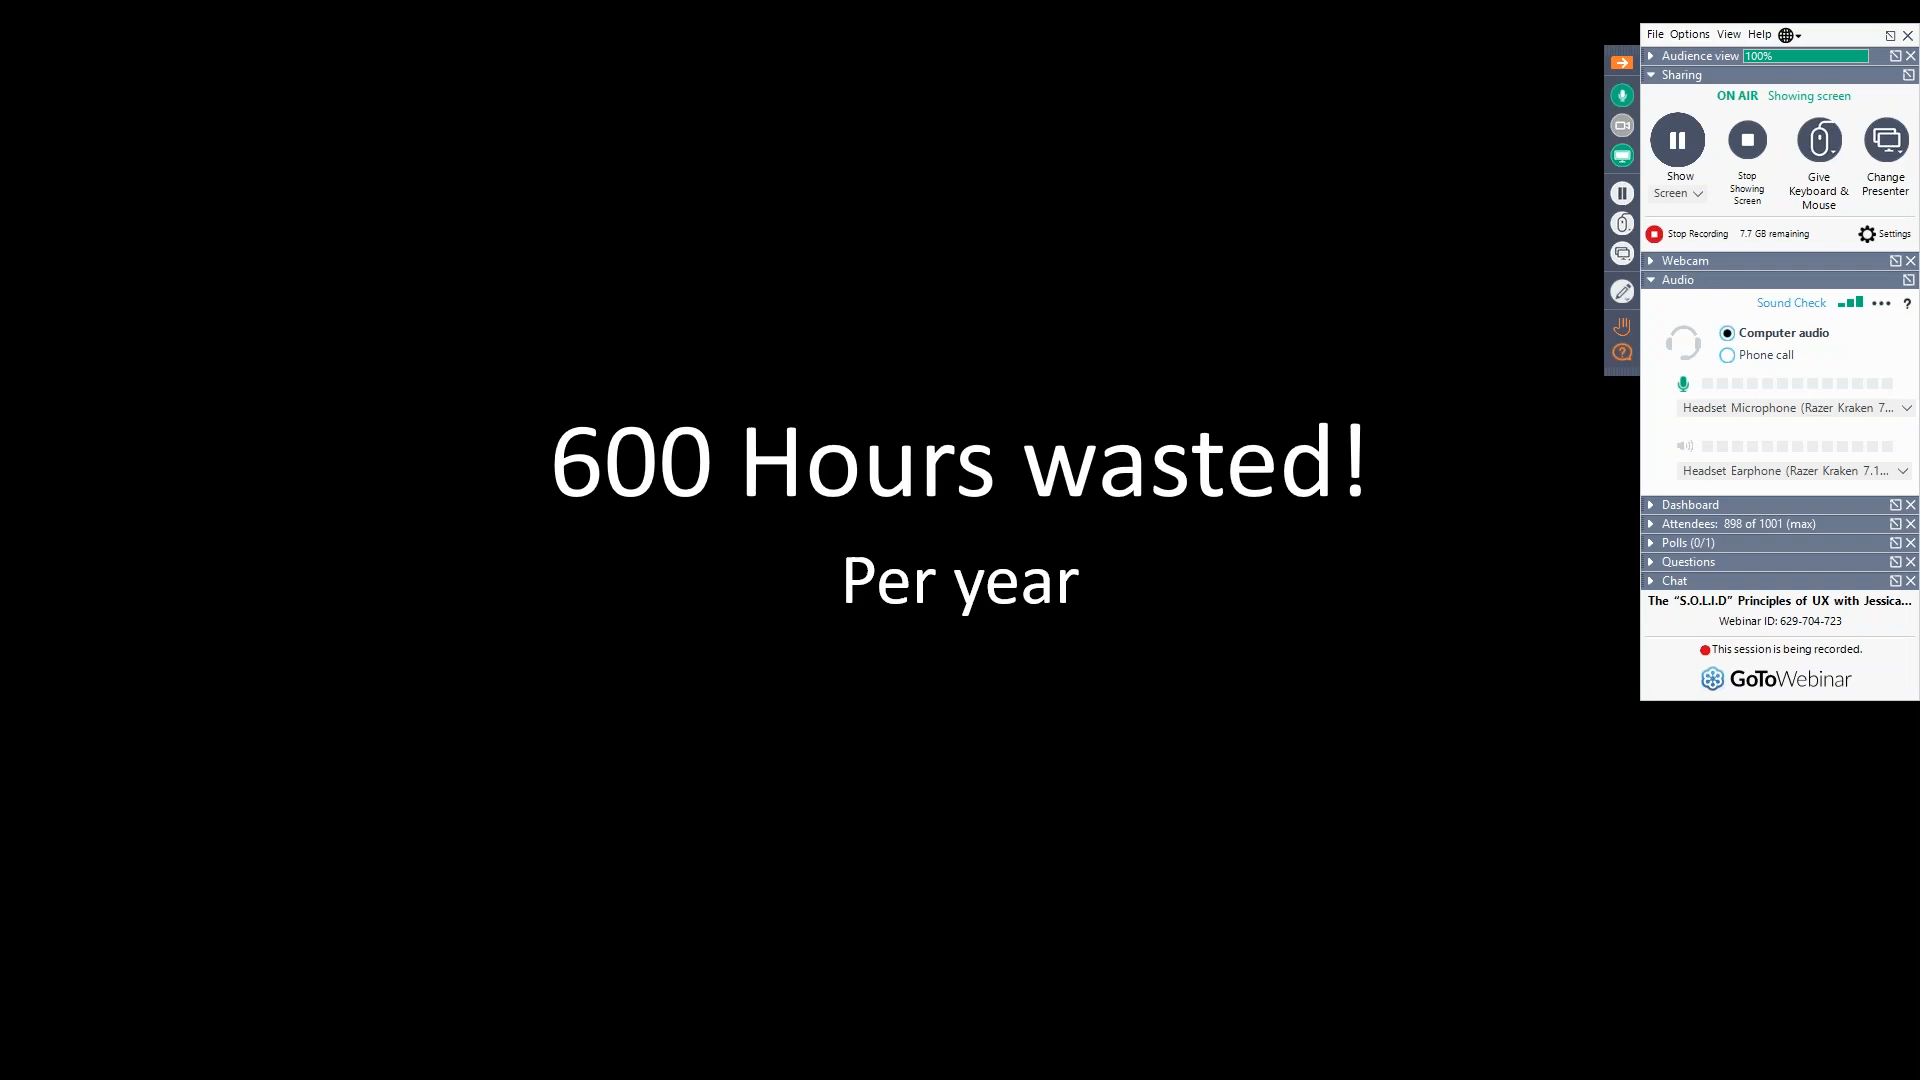 600 Hours wasted!
Per year
File Options View Help
Audience view 100%
Sharing
ON AIR Showing screen
Show
Screen
Stop
Showing
Screen
Give
Keyboard &
Mouse
Change
Presenter
Stop Recording 7.7 GB remaining Settings
Webcam
Audio
Sound Check ?
Computer audio
Phone call
Headset Microphone (Razer Kraken 7...
Headset Earphone (Razer Kraken 7.1...
Dashboard
Attendees: 898 of 1001 (max)
Polls (0/1)
Questions
Chat
The “S.O.L.I.D” Principles of UX with Jessica...
Webinar ID: 629-704-723
This session is being recorded.
GoToWebinar